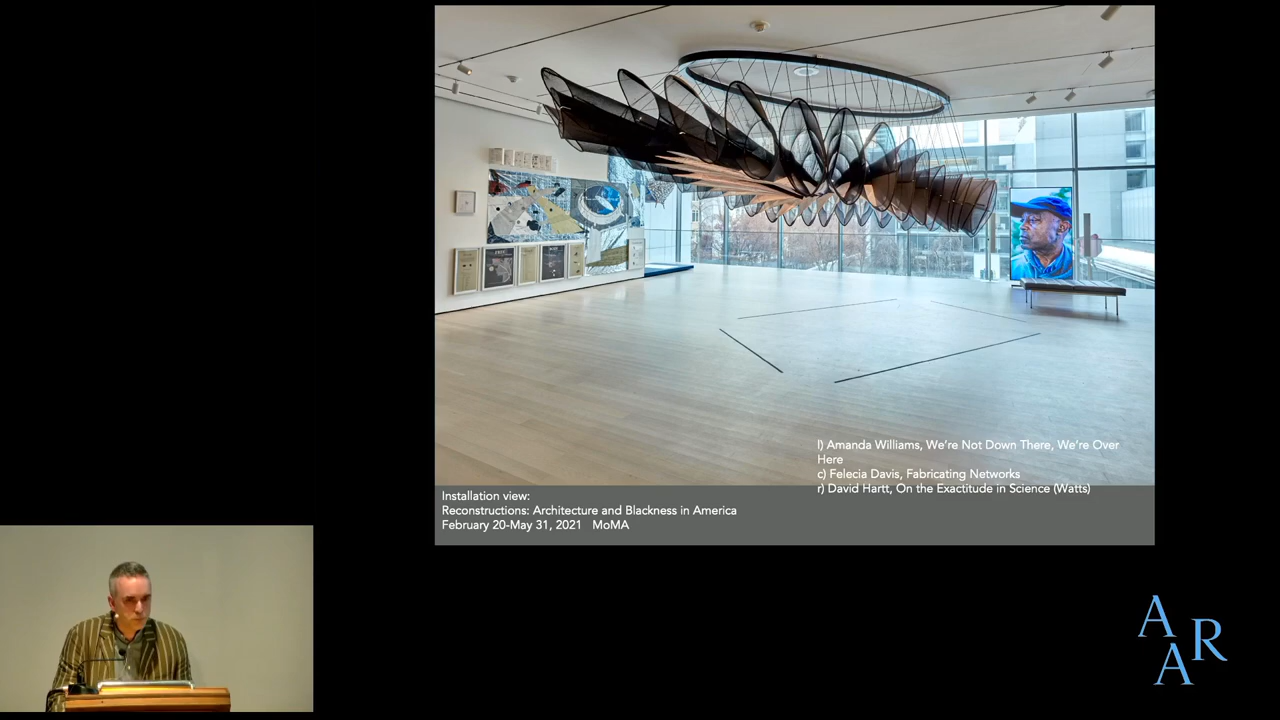 l) Amanda Williams, We're Not Down There, We're Over
Here
c) Felecia Davis, Fabricating Networks
r) David Hartt, On the Exactitude in Science (Watts)
Installation view:
Reconstructions: Architecture and Blackness in America
February 20-May 31, 2021 MoMA
A
R
A